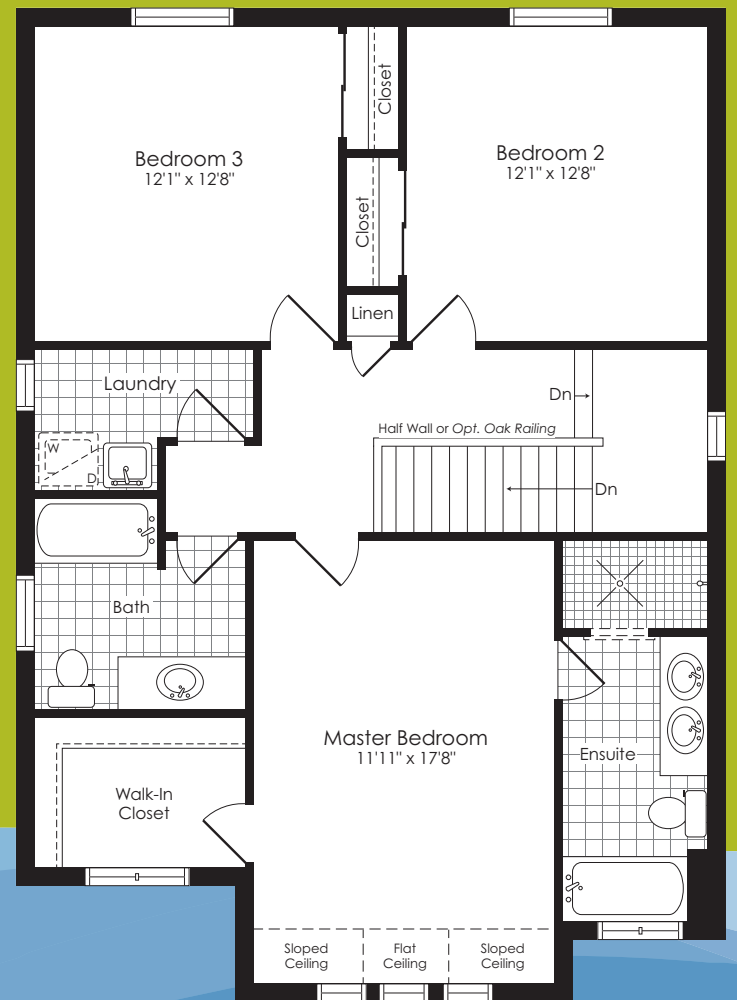 Closet
Bedroom 3
12'1" x 12'8"
Bedroom 2
12'1" x 12'8"
Closet
Linen
Laundry
Dn
Half Wall or Opt. Oak Railing
W
D
Dn
Bath
Master Bedroom
11'11" x 17'8"
Ensuite
Walk-In
Closet
Sloped
Ceiling
Flat
Ceiling
Sloped
Ceiling